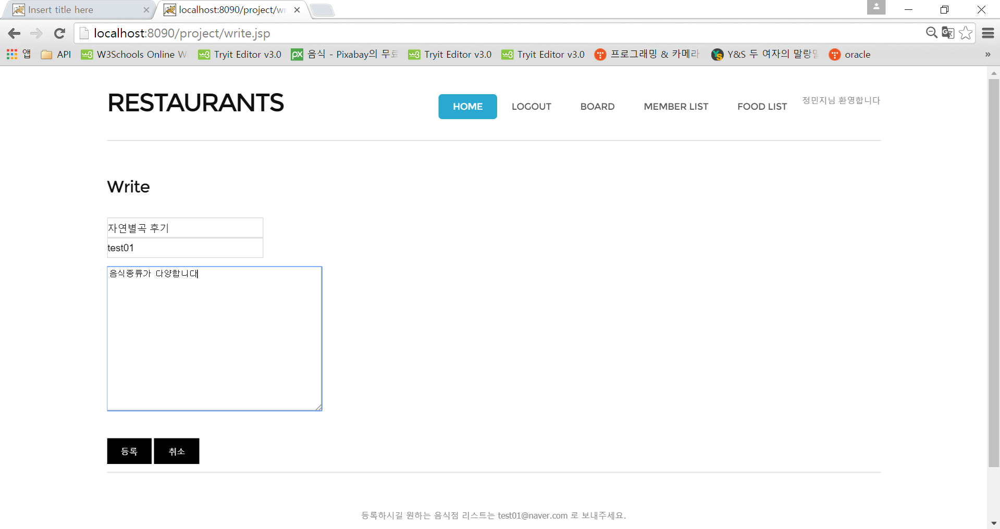 Insert title here
localhost:8090/project/wr
localhost:8090/project/write.jsp
앱 API W3Schools Online W Tryit Editor v3.0 음식 - Pixabay의 무료 Tryit Editor v3.0 Tryit Editor v3.0 프로그래밍 & 카메라 Y&S 두 여자의 말랑말 oracle »
RESTAURANTS
HOME LOGOUT BOARD MEMBER LIST FOOD LIST 정민지님 환영합니다
Write
자연별곡 후기
test01
음식종류가 다양합니다
등록 취소
등록하시길 원하는 음식점 리스트는 test01@naver.com 로 보내주세요.